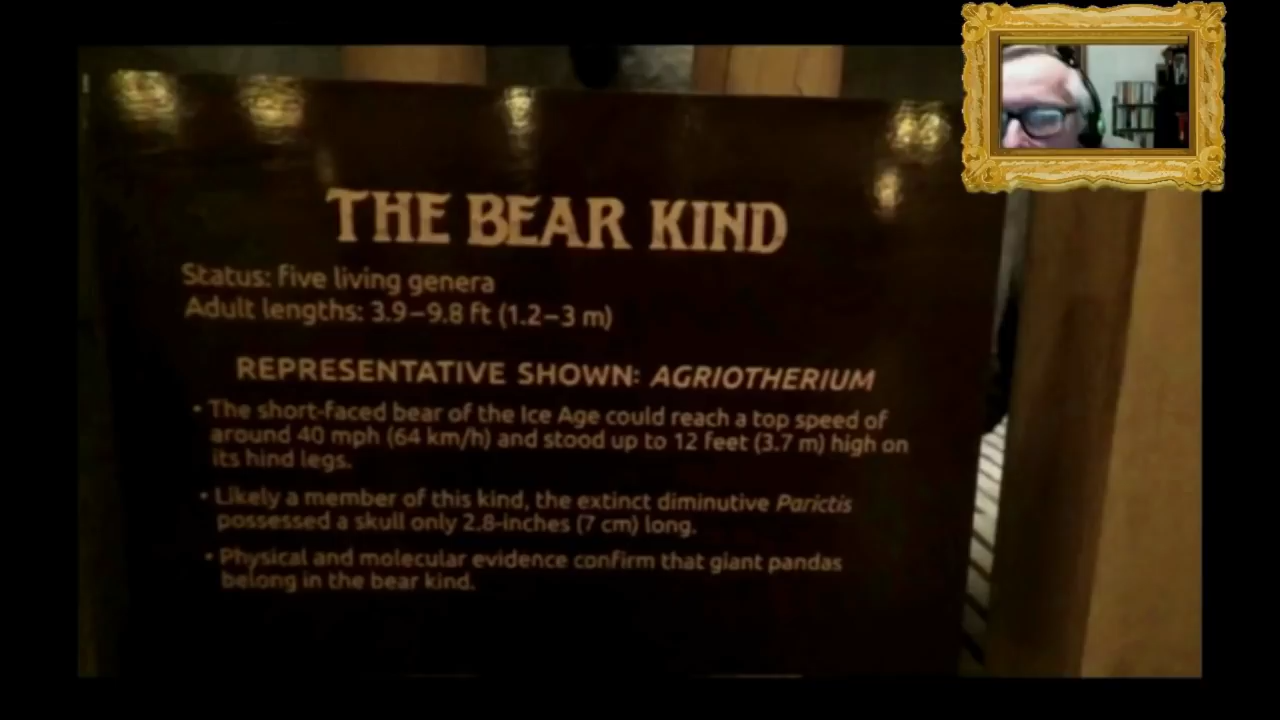 THE BEAR KIND
Status: five living genera
Adult lengths: 3.9–9.8 ft (1.2–3 m)
REPRESENTATIVE SHOWN: AGRIOTHERIUM
• The short-faced bear of the Ice Age could reach a top speed of
around 40 mph (64 km/h) and stood up to 12 feet (3.7 m) high on
its hind legs.
• Likely a member of this kind, the extinct diminutive Parictis
possessed a skull only 2.8-inches (7 cm) long.
• Physical and molecular evidence confirm that giant pandas
belong in the bear kind.